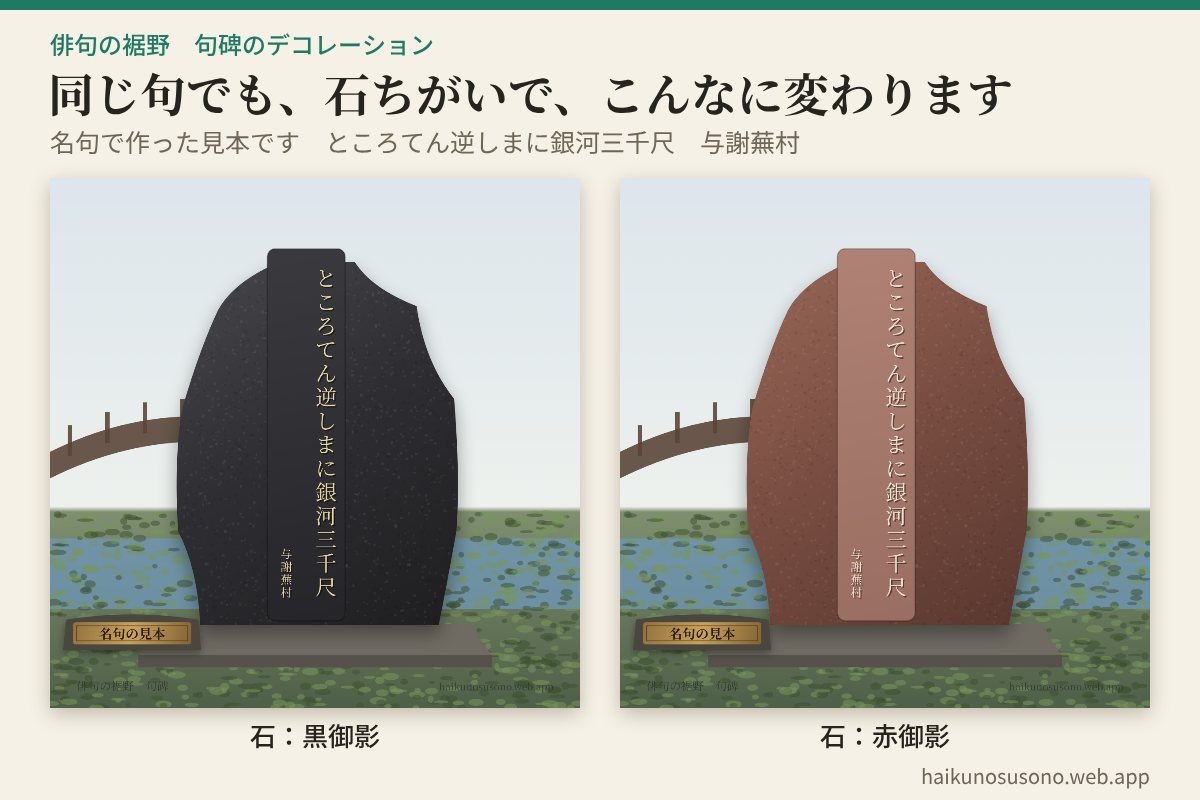 俳句の裾野　句碑のデコレーション
同じ句でも、石ちがいで、こんなに変わります
名句で作った見本です　ところてん逆しまに銀河三千尺　与謝蕪村
ところてん逆しまに銀河三千尺
与謝蕪村
名句の見本
俳句の裾野　句碑
haikunosusono.web.app
石：黒御影
ところてん逆しまに銀河三千尺
与謝蕪村
名句の見本
俳句の裾野　句碑
haikunosusono.web.app
石：赤御影
haikunosusono.web.app